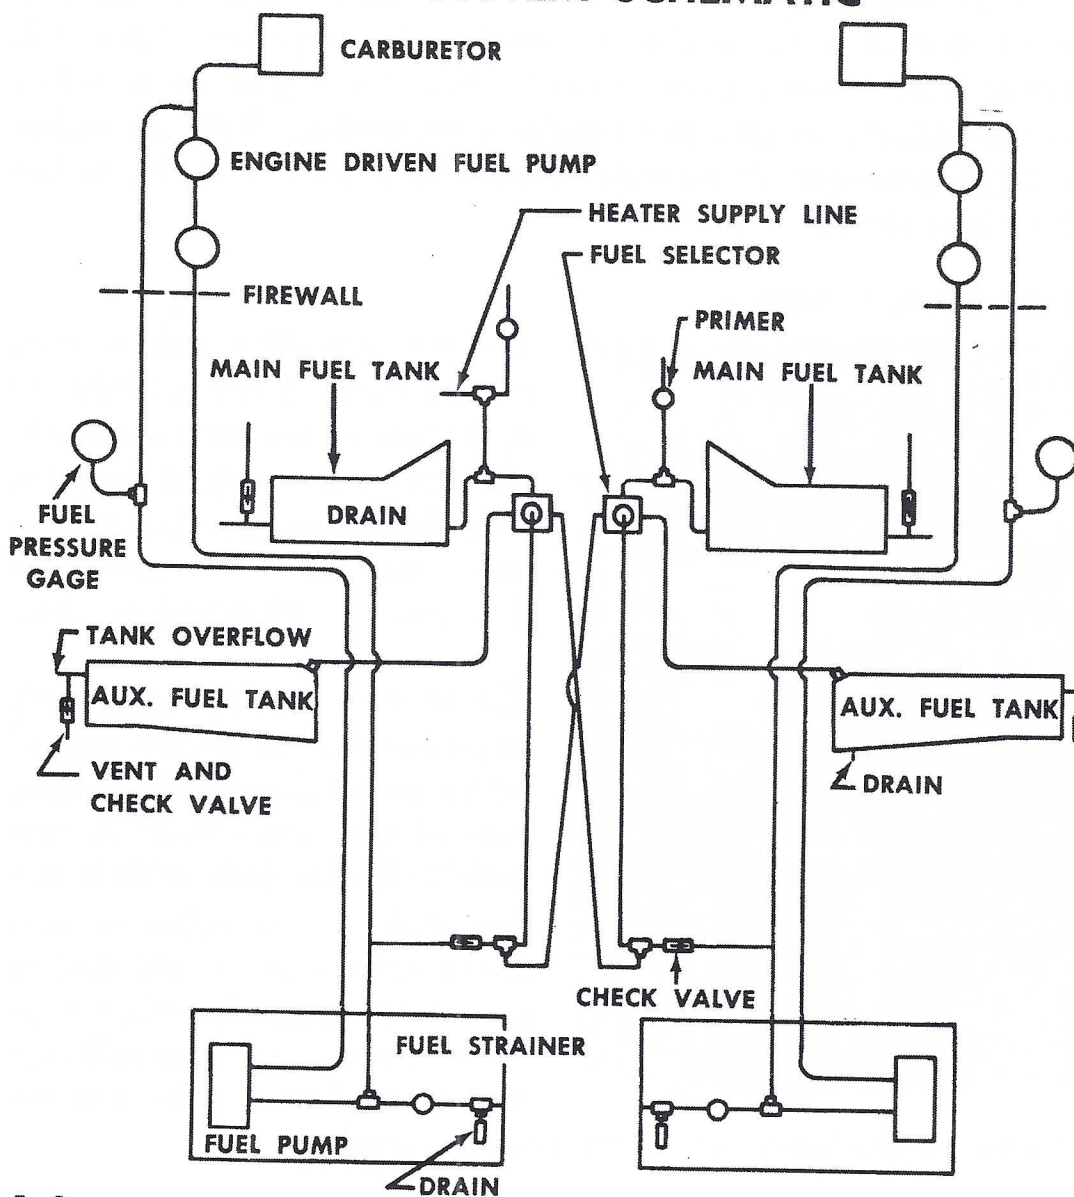 SCHEMATIC
CARBURETOR
ENGINE DRIVEN FUEL PUMP
HEATER SUPPLY LINE
FUEL SELECTOR
FIREWALL
PRIMER
MAIN FUEL TANK
MAIN FUEL TANK
DRAIN
FUEL
PRESSURE
GAGE
TANK OVERFLOW
AUX. FUEL TANK
AUX. FUEL TANK
VENT AND
CHECK VALVE
DRAIN
CHECK VALVE
FUEL STRAINER
FUEL PUMP
DRAIN